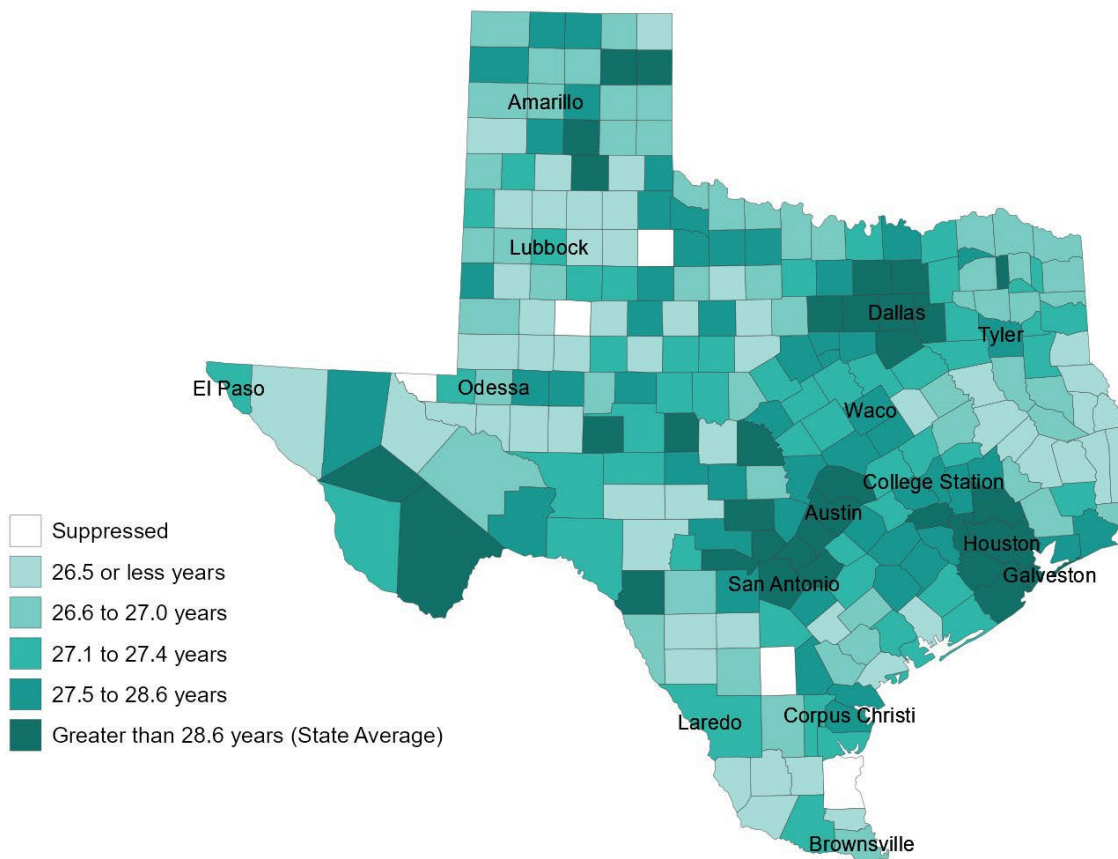 Amarillo
Lubbock
Dallas
Tyler
El Paso
Odessa
Waco
College Station
Austin
Houston
Galveston
San Antonio
Laredo
Corpus Christi
Brownsville
Suppressed
26.5 or less years
26.6 to 27.0 years
27.1 to 27.4 years
27.5 to 28.6 years
Greater than 28.6 years (State Average)